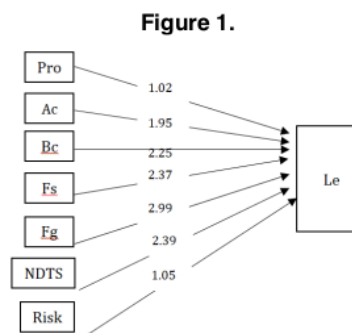 Figure 1.
Pro
1.02
Ac
1.95
Bc
2.25
Fs
2.37
Le
Fg
2.99
NDTS
2.39
Risk
1.05